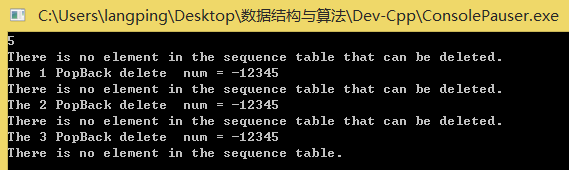 C:\Users\langping\Desktop\数据结构与算法\Dev-Cpp\ConsolePauser.exe
5
There is no element in the sequence table that can be deleted.
The 1 PopBack delete  num = -12345
There is no element in the sequence table that can be deleted.
The 2 PopBack delete  num = -12345
There is no element in the sequence table that can be deleted.
The 3 PopBack delete  num = -12345
There is no element in the sequence table.